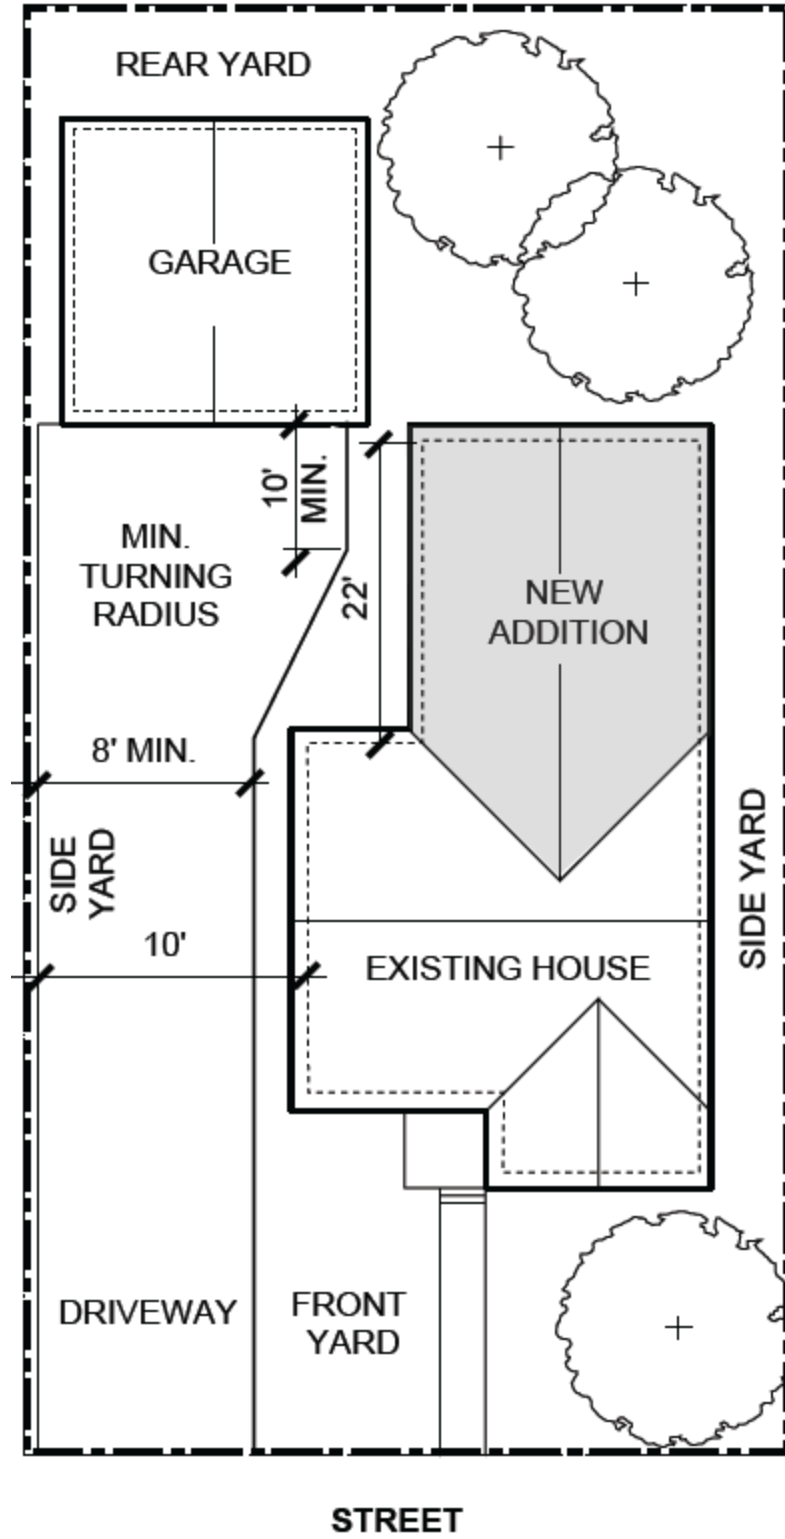 REAR YARD
GARAGE
10'
MIN.
MIN.
TURNING
RADIUS
22'
NEW
ADDITION
8' MIN.
SIDE
YARD
SIDE YARD
10'
EXISTING HOUSE
DRIVEWAY
FRONT
YARD
STREET